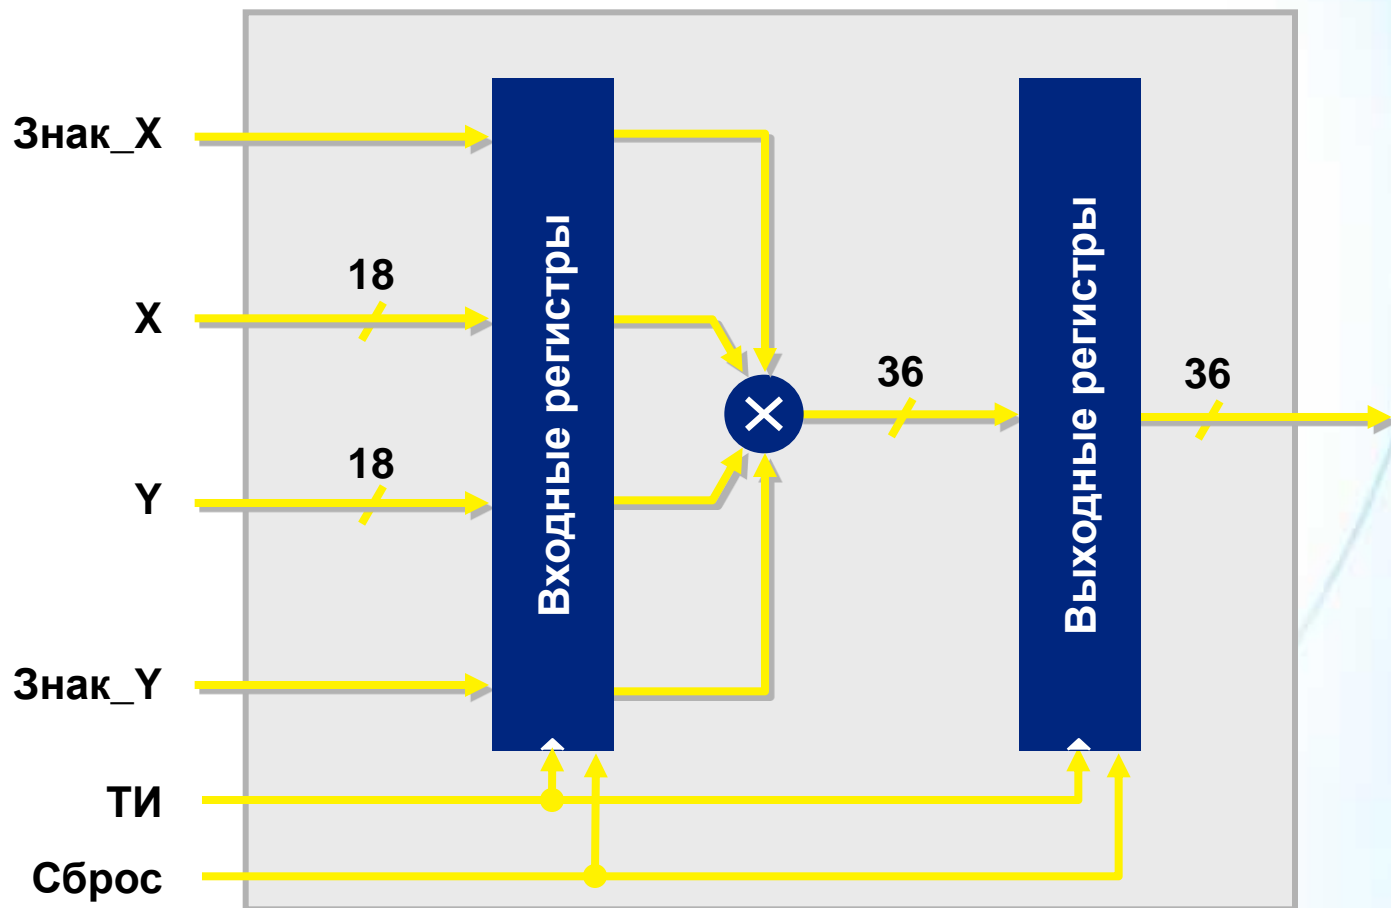 Знак_X
18
X
18
Y
Знак_Y
ТИ
Сброс
Входные регистры
36
Выходные регистры
36